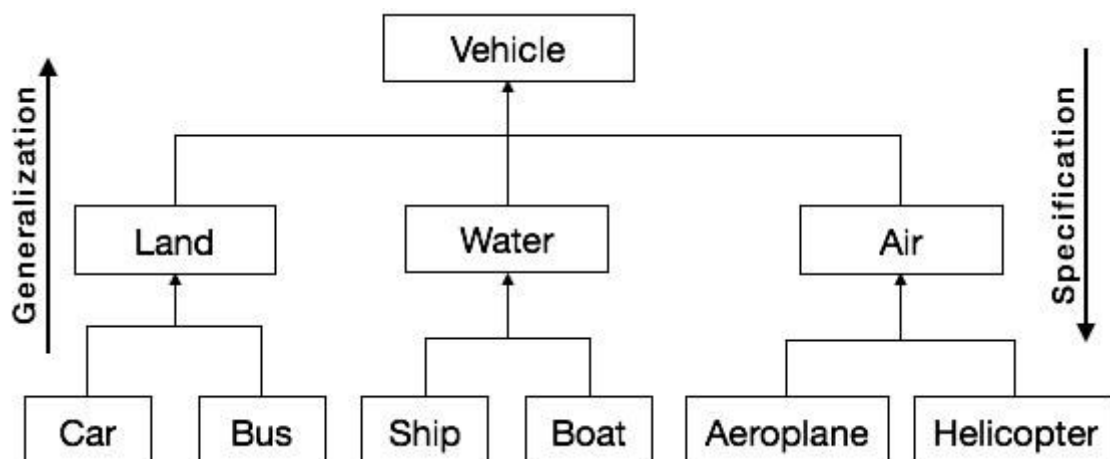 Vehicle
Generalization
Specification
Land
Water
Air
Car
Bus
Ship
Boat
Aeroplane
Helicopter